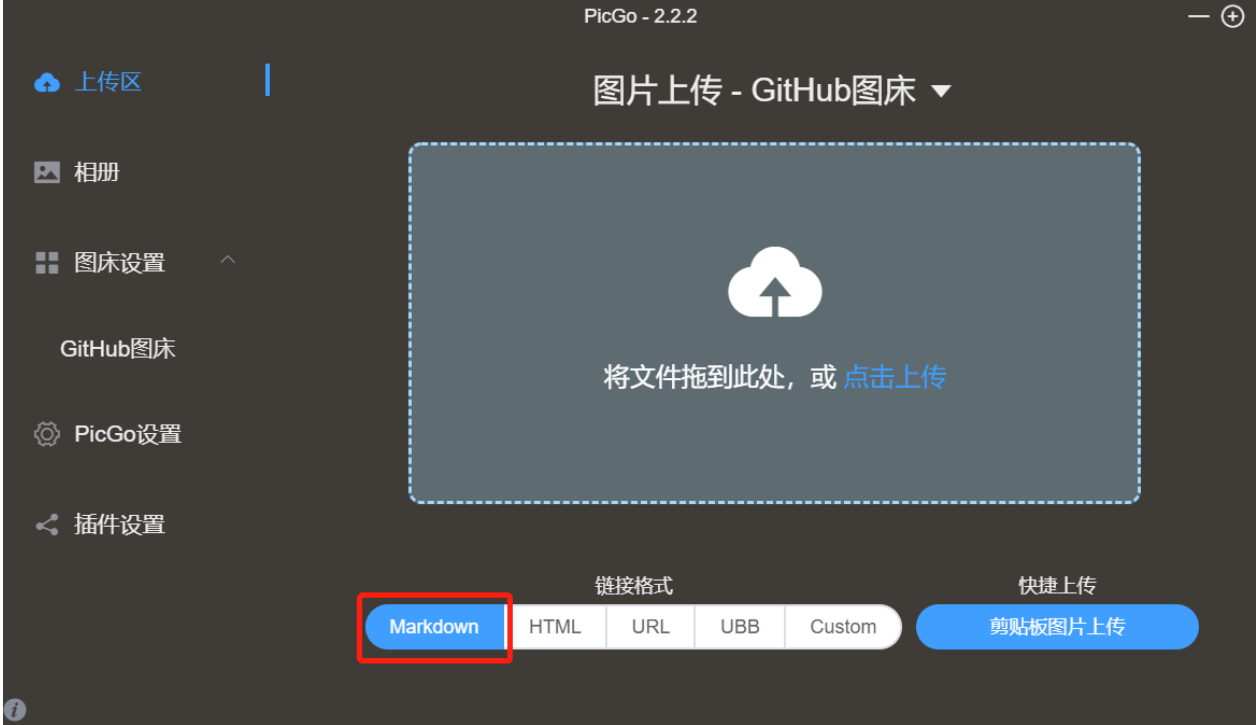 PicGo - 2.2.2
上传区
相册
图床设置
GitHub图床
PicGo设置
插件设置
图片上传 - GitHub图床
将文件拖到此处，或 点击上传
链接格式
Markdown
HTML
URL
UBB
Custom
快捷上传
剪贴板图片上传